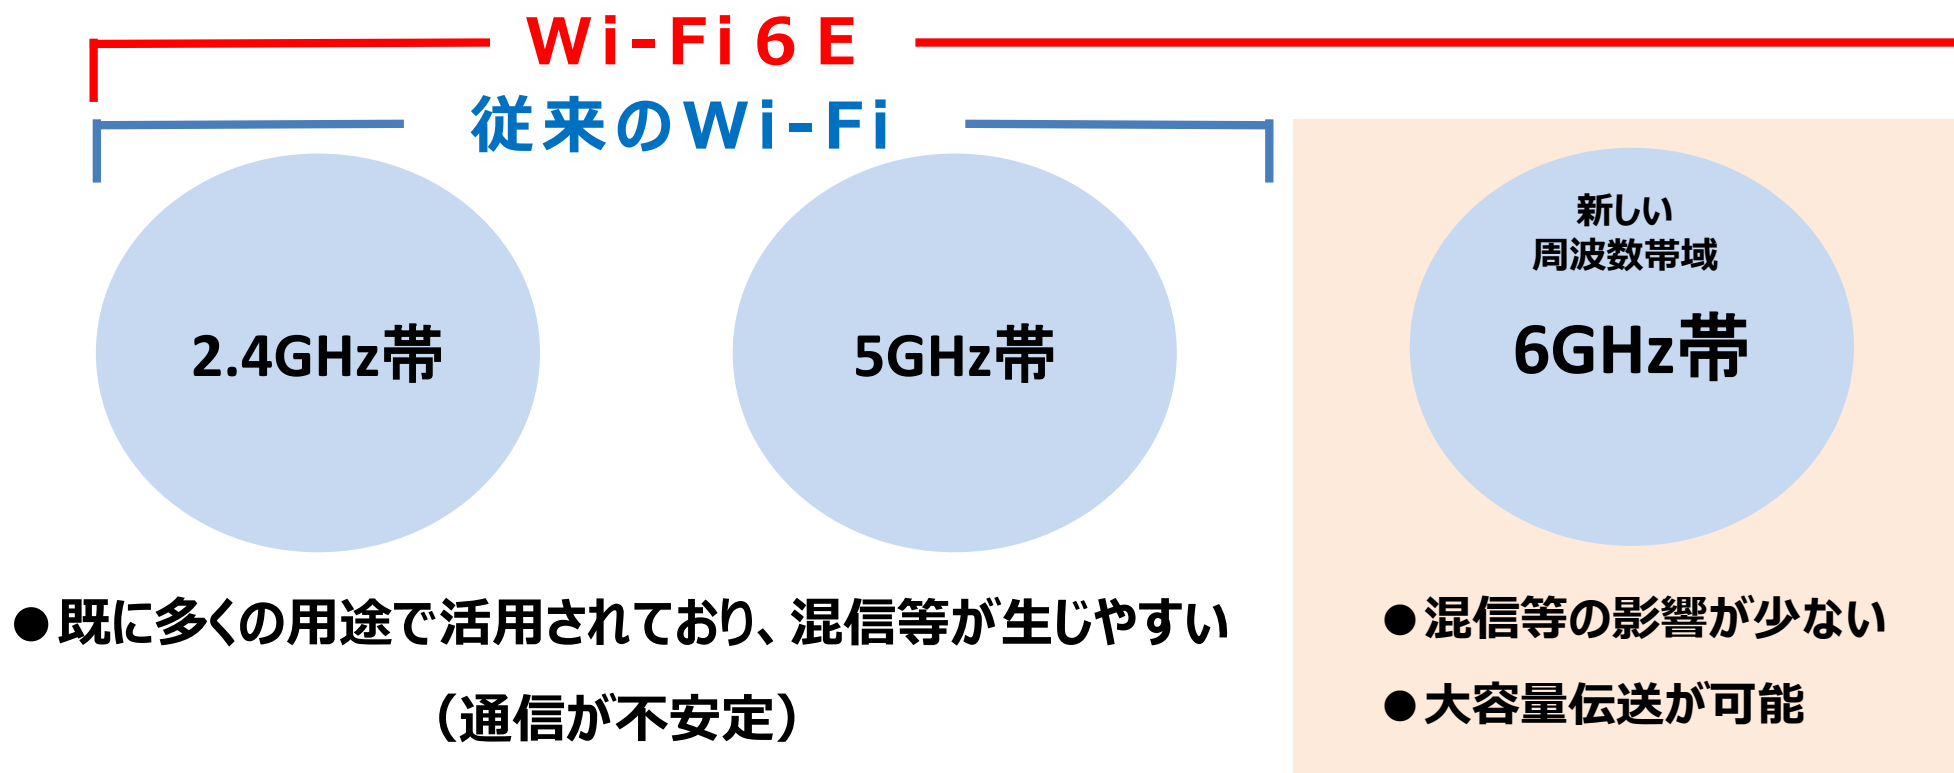 Wi-Fi６E
従来のWi-Fi
2.4GHz帯
5GHz帯
新しい
周波数帯域
6GHz帯
●既に多くの用途で活用されており、混信等が生じやすい
（通信が不安定）
●混信等の影響が少ない
●大容量伝送が可能